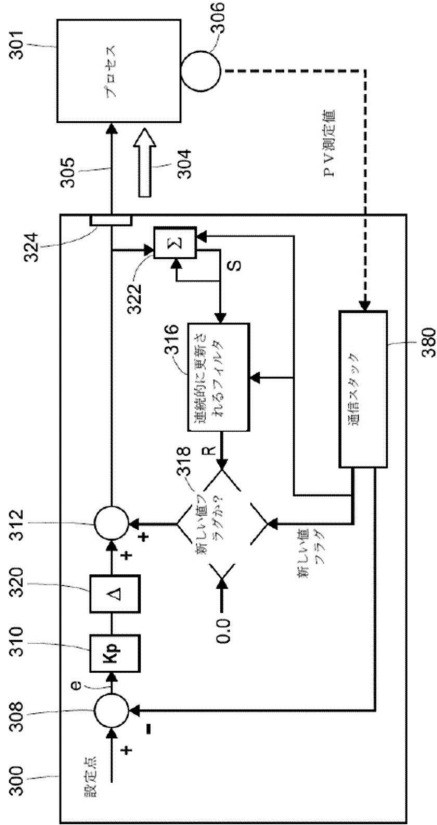 300
設定点
+
-
308
e
310
Kp
320
Δ
312
+
+
318
新しい値フ
ラグか?
0.0
新しい値
フラグ
R
316
連続的に更新さ
れるフィルタ
S
322
Σ
324
305
304
301
プロセス
306
PV測定値
通信スタック
380